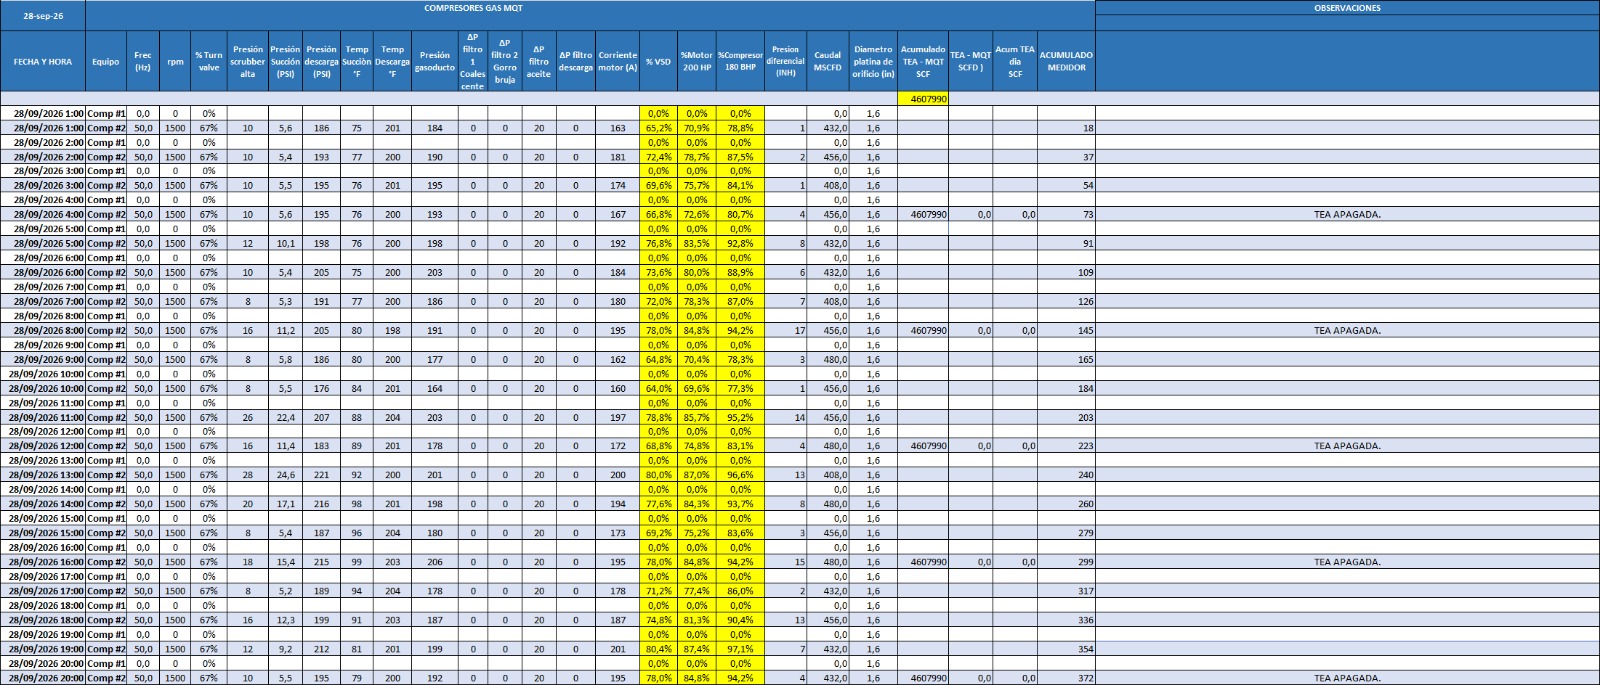 28-sep-26 COMPRESORES GAS MQT OBSERVACIONES
FECHA Y HORA Equipo Frec (Hz) rpm % Turn valve Presión scrubber alta Presión Succión (PSI) Presión descarga (PSI) Temp Succiòn °F Temp Descarga °F Presión gasoducto ΔP filtro 1 Coales cente ΔP filtro 2 Gorro bruja ΔP filtro aceite ΔP filtro descarga Corriente motor (A) % VSD %Motor 200 HP %Compresor 180 BHP Presion diferencial (INH) Caudal MSCFD Diametro platina de orificio (in) Acumulado TEA - MQT SCF TEA - MQT SCFD ) Acum TEA dia SCF ACUMULADO MEDIDOR
4607990
28/09/2026 1:00 Comp #1 0,0 0 0% 0,0% 0,0% 0,0% 0,0 1,6
28/09/2026 1:00 Comp #2 50,0 1500 67% 10 5,6 186 75 201 184 0 0 20 0 163 65,2% 70,9% 78,8% 1 432,0 1,6 18
28/09/2026 2:00 Comp #1 0,0 0 0% 0,0% 0,0% 0,0% 0,0 1,6
28/09/2026 2:00 Comp #2 50,0 1500 67% 10 5,4 193 77 200 190 0 0 20 0 181 72,4% 78,7% 87,5% 2 456,0 1,6 37
28/09/2026 3:00 Comp #1 0,0 0 0% 0,0% 0,0% 0,0% 0,0 1,6
28/09/2026 3:00 Comp #2 50,0 1500 67% 10 5,5 195 76 201 195 0 0 20 0 174 69,6% 75,7% 84,1% 1 408,0 1,6 54
28/09/2026 4:00 Comp #1 0,0 0 0% 0,0% 0,0% 0,0% 0,0 1,6
28/09/2026 4:00 Comp #2 50,0 1500 67% 10 5,6 195 76 200 193 0 0 20 0 167 66,8% 72,6% 80,7% 4 456,0 1,6 4607990 0,0 0,0 73 TEA APAGADA.
28/09/2026 5:00 Comp #1 0,0 0 0% 0,0% 0,0% 0,0% 0,0 1,6
28/09/2026 5:00 Comp #2 50,0 1500 67% 12 10,1 198 76 200 198 0 0 20 0 192 76,8% 83,5% 92,8% 8 432,0 1,6 91
28/09/2026 6:00 Comp #1 0,0 0 0% 0,0% 0,0% 0,0% 0,0 1,6
28/09/2026 6:00 Comp #2 50,0 1500 67% 10 5,4 205 75 200 203 0 0 20 0 184 73,6% 80,0% 88,9% 6 432,0 1,6 109
28/09/2026 7:00 Comp #1 0,0 0 0% 0,0% 0,0% 0,0% 0,0 1,6
28/09/2026 7:00 Comp #2 50,0 1500 67% 8 5,3 191 77 200 186 0 0 20 0 180 72,0% 78,3% 87,0% 7 408,0 1,6 126
28/09/2026 8:00 Comp #1 0,0 0 0% 0,0% 0,0% 0,0% 0,0 1,6
28/09/2026 8:00 Comp #2 50,0 1500 67% 16 11,2 205 80 198 191 0 0 20 0 195 78,0% 84,8% 94,2% 17 456,0 1,6 4607990 0,0 0,0 145 TEA APAGADA.
28/09/2026 9:00 Comp #1 0,0 0 0% 0,0% 0,0% 0,0% 0,0 1,6
28/09/2026 9:00 Comp #2 50,0 1500 67% 8 5,8 186 80 200 177 0 0 20 0 162 64,8% 70,4% 78,3% 3 480,0 1,6 165
28/09/2026 10:00 Comp #1 0,0 0 0% 0,0% 0,0% 0,0% 0,0 1,6
28/09/2026 10:00 Comp #2 50,0 1500 67% 8 5,5 176 84 201 164 0 0 20 0 160 64,0% 69,6% 77,3% 1 456,0 1,6 184
28/09/2026 11:00 Comp #1 0,0 0 0% 0,0% 0,0% 0,0% 0,0 1,6
28/09/2026 11:00 Comp #2 50,0 1500 67% 26 22,4 207 88 204 203 0 0 20 0 197 78,8% 85,7% 95,2% 14 456,0 1,6 203
28/09/2026 12:00 Comp #1 0,0 0 0% 0,0% 0,0% 0,0% 0,0 1,6
28/09/2026 12:00 Comp #2 50,0 1500 67% 16 11,4 183 89 201 178 0 0 20 0 172 68,8% 74,8% 83,1% 4 480,0 1,6 4607990 0,0 0,0 223 TEA APAGADA.
28/09/2026 13:00 Comp #1 0,0 0 0% 0,0% 0,0% 0,0% 0,0 1,6
28/09/2026 13:00 Comp #2 50,0 1500 67% 28 24,6 221 92 200 201 0 0 20 0 200 80,0% 87,0% 96,6% 13 408,0 1,6 240
28/09/2026 14:00 Comp #1 0,0 0 0% 0,0% 0,0% 0,0% 0,0 1,6
28/09/2026 14:00 Comp #2 50,0 1500 67% 20 17,1 216 98 201 198 0 0 20 0 194 77,6% 84,3% 93,7% 8 480,0 1,6 260
28/09/2026 15:00 Comp #1 0,0 0 0% 0,0% 0,0% 0,0% 0,0 1,6
28/09/2026 15:00 Comp #2 50,0 1500 67% 8 5,4 187 96 204 180 0 0 20 0 173 69,2% 75,2% 83,6% 3 456,0 1,6 279
28/09/2026 16:00 Comp #1 0,0 0 0% 0,0% 0,0% 0,0% 0,0 1,6
28/09/2026 16:00 Comp #2 50,0 1500 67% 18 15,4 215 99 203 206 0 0 20 0 195 78,0% 84,8% 94,2% 15 480,0 1,6 4607990 0,0 0,0 299 TEA APAGADA.
28/09/2026 17:00 Comp #1 0,0 0 0% 0,0% 0,0% 0,0% 0,0 1,6
28/09/2026 17:00 Comp #2 50,0 1500 67% 8 5,2 189 94 204 178 0 0 20 0 178 71,2% 77,4% 86,0% 2 432,0 1,6 317
28/09/2026 18:00 Comp #1 0,0 0 0% 0,0% 0,0% 0,0% 0,0 1,6
28/09/2026 18:00 Comp #2 50,0 1500 67% 16 12,3 199 91 203 187 0 0 20 0 187 74,8% 81,3% 90,4% 13 456,0 1,6 336
28/09/2026 19:00 Comp #1 0,0 0 0% 0,0% 0,0% 0,0% 0,0 1,6
28/09/2026 19:00 Comp #2 50,0 1500 67% 12 9,2 212 81 201 199 0 0 20 0 201 80,4% 87,4% 97,1% 7 432,0 1,6 354
28/09/2026 20:00 Comp #1 0,0 0 0% 0,0% 0,0% 0,0% 0,0 1,6
28/09/2026 20:00 Comp #2 50,0 1500 67% 10 5,5 195 79 200 192 0 0 20 0 195 78,0% 84,8% 94,2% 4 432,0 1,6 4607990 0,0 0,0 372 TEA APAGADA.